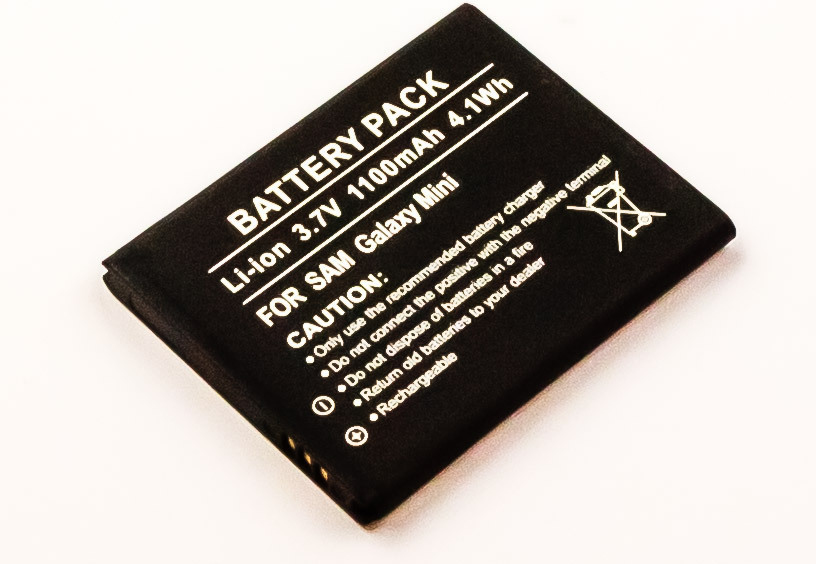 BATTERY PACK
Li-Ion 3.7V 1100mAh 4.1Wh
FOR SAM Galaxy Mini
CAUTION:
• Only use the recommended battery charger
• Do not connect the positive with the negative terminal
• Do not dispose of batteries in a fire
• Return old batteries to your dealer
• Rechargeable